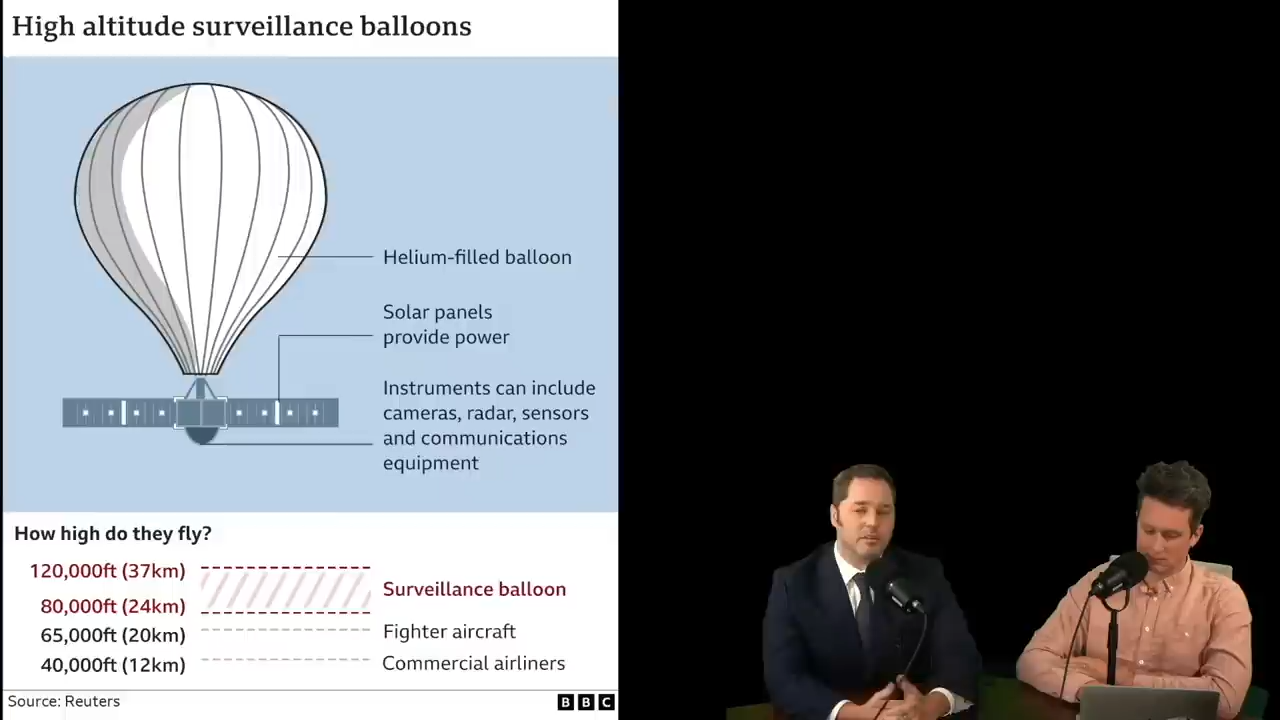 High altitude surveillance balloons
Helium-filled balloon
Solar panels
provide power
Instruments can include
cameras, radar, sensors
and communications
equipment
How high do they fly?
120,000ft (37km)
80,000ft (24km)
Surveillance balloon
65,000ft (20km)
Fighter aircraft
40,000ft (12km)
Commercial airliners
Source: Reuters
BBC